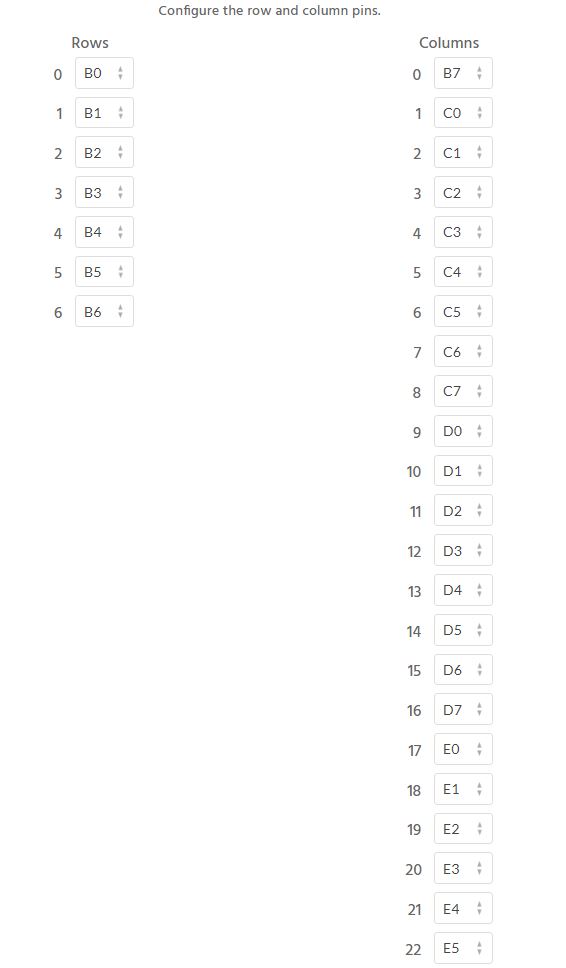 Configure the row and column pins.
Rows Columns
0 B0 0 B7
1 B1 1 C0
2 B2 2 C1
3 B3 3 C2
4 B4 4 C3
5 B5 5 C4
6 B6 6 C5
7 C6
8 C7
9 D0
10 D1
11 D2
12 D3
13 D4
14 D5
15 D6
16 D7
17 E0
18 E1
19 E2
20 E3
21 E4
22 E5